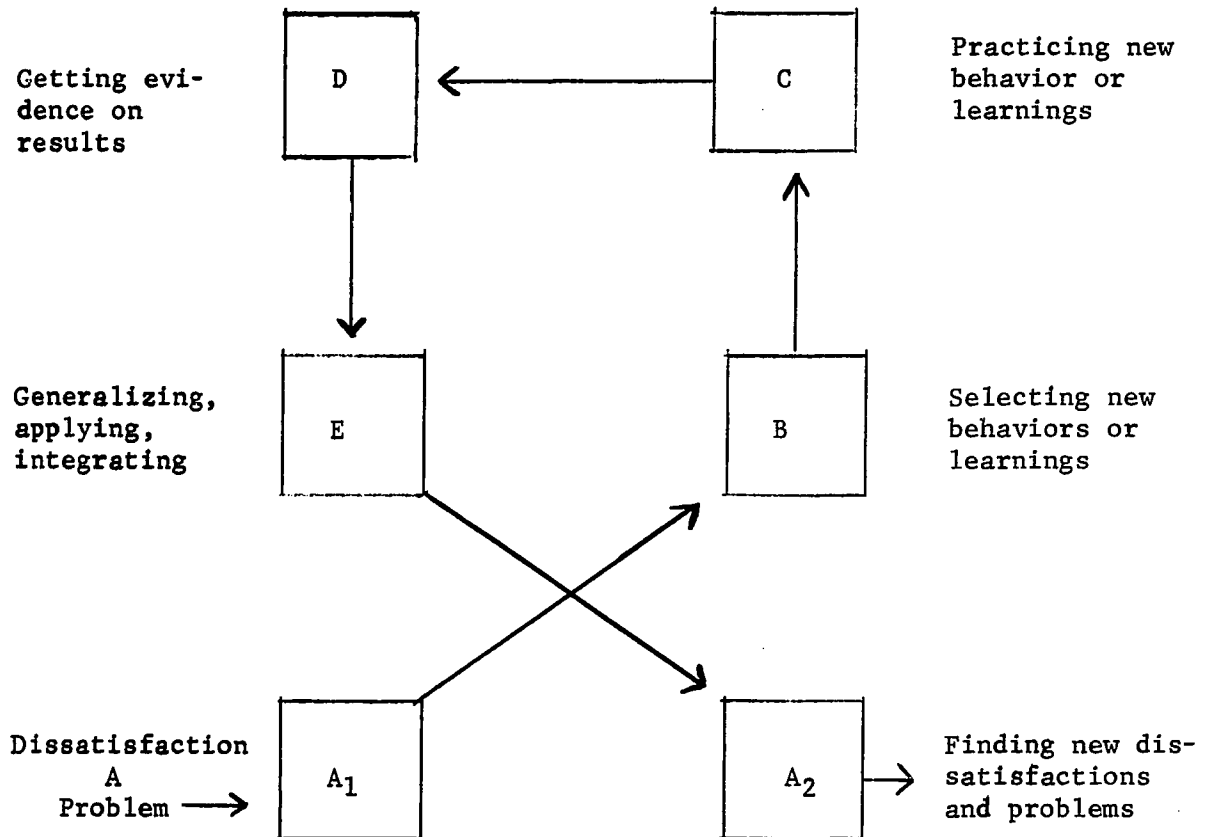 Getting evi-
dence on
results
D
C
Practicing new
behavior or
learnings
Generalizing,
applying,
integrating
E
B
Selecting new
behaviors or
learnings
Dissatisfaction
A
Problem
A1
A2
Finding new dis-
satisfactions
and problems